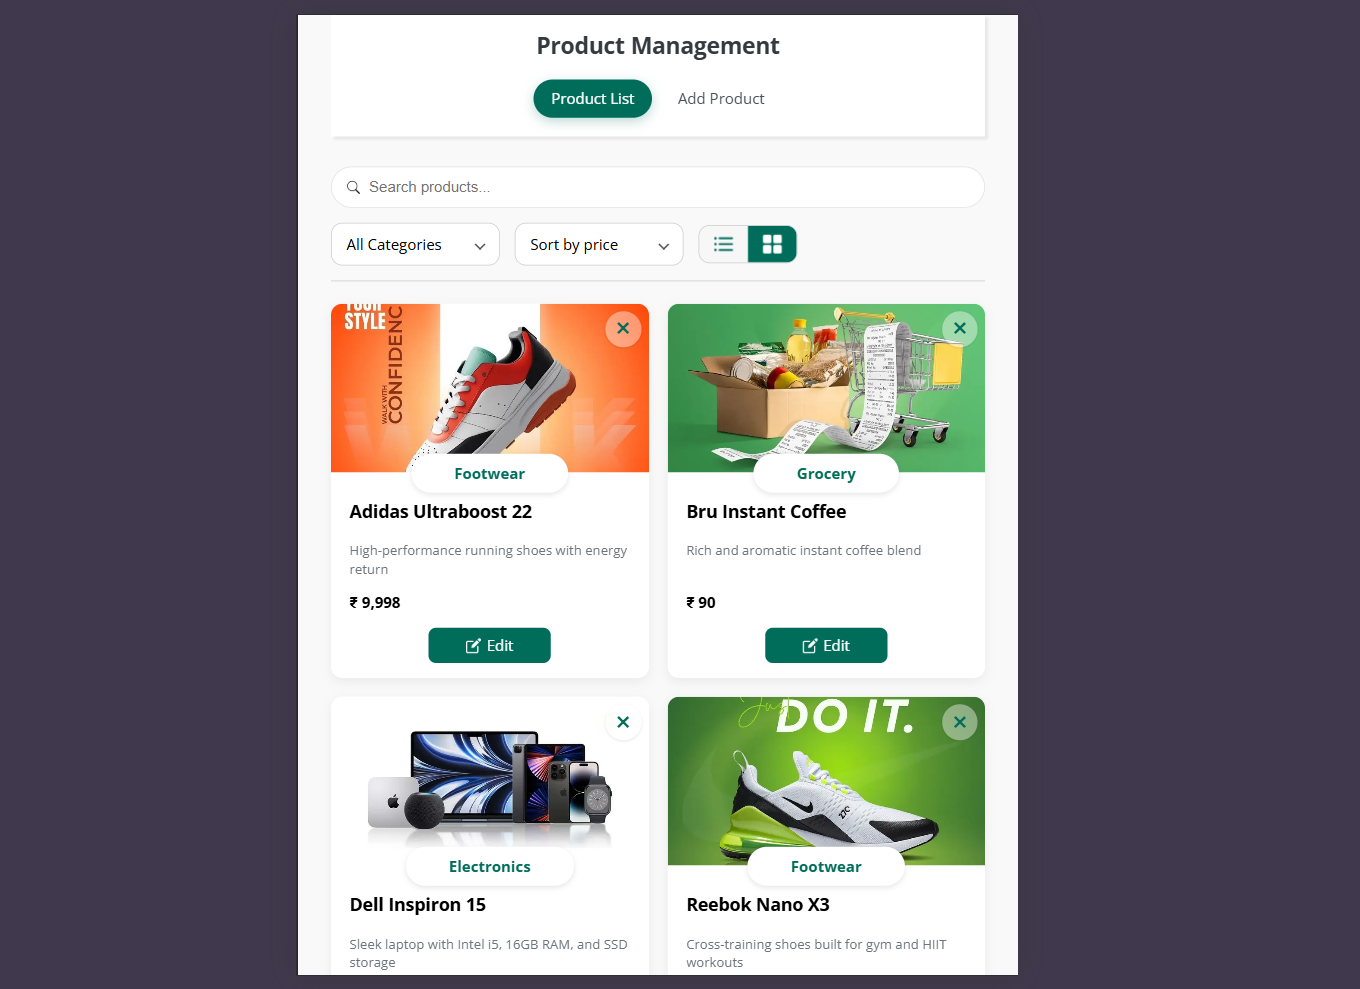 Product Management
Product List
Add Product
Search products...
All Categories
Sort by price
YOUR
STYLE
WALK WITH
CONFIDENC
Footwear
Adidas Ultraboost 22
High-performance running shoes with energy
return
₹ 9,998
Edit
Grocery
Bru Instant Coffee
Rich and aromatic instant coffee blend
₹ 90
Edit
Electronics
Dell Inspiron 15
Sleek laptop with Intel i5, 16GB RAM, and SSD
storage
Just
DO IT.
27C
Footwear
Reebok Nano X3
Cross-training shoes built for gym and HIIT
workouts